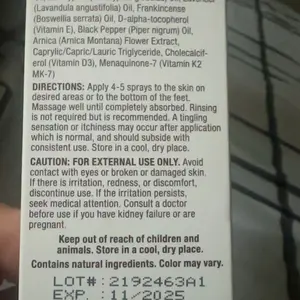 (Lavandula angustifolia) Oil, Frankincense
(Boswellia serrata) Oil, D-alpha-tocopherol
(Vitamin E), Black Pepper (Piper nigrum) Oil,
Arnica (Arnica Montana) Flower Extract,
Caprylic/Capric/Lauric Triglyceride, Cholecalcif-
erol (Vitamin D3), Menaquinone-7 (Vitamin K2
MK-7)
DIRECTIONS: Apply 4-5 sprays to the skin on
desired areas or to the bottom of the feet.
Massage well until completely absorbed. Rinsing
is not required but is recommended. A tingling
sensation or itchiness may occur after application
which is normal, and should subside with
consistent use. Store in a cool, dry place.
CAUTION: FOR EXTERNAL USE ONLY. Avoid
contact with eyes or broken or damaged skin.
If there is irritation, redness, or discomfort,
discontinue use. If the irritation persists,
seek medical attention. Consult a doctor
before use if you have kidney failure or are
pregnant.
Keep out of reach of children and
animals. Store in a cool, dry place.
Contains natural ingredients. Color may vary.
LOT#: 2192463A1
EXP. 11/2025